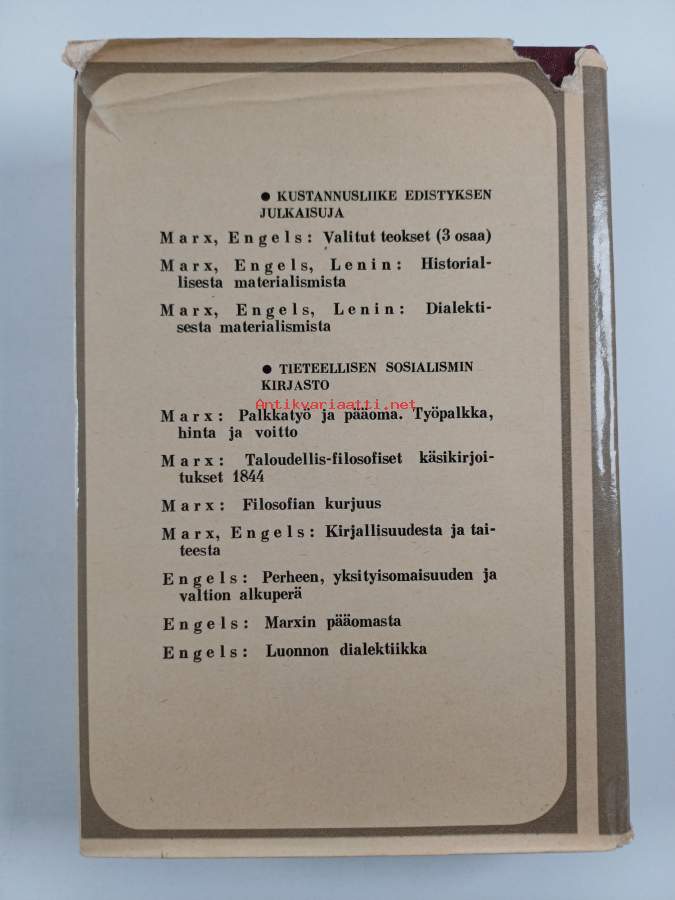 ● KUSTANNUSLIIKE EDISTYKSEN
JULKAISUJA
Marx, Engels: Valitut teokset (3 osaa)
Marx, Engels, Lenin: Historial-
lisesta materialismista
Marx, Engels, Lenin: Dialekti-
sesta materialismista
● TIETEELLISEN SOSIALISMIN
KIRJASTO
Antikvariaatti.net
Marx: Palkkatyö ja pääoma. Työpalkka,
hinta ja voitto
Marx: Taloudellis-filosofiset käsikirjoi-
tukset 1844
Marx: Filosofian kurjuus
Marx, Engels: Kirjallisuudesta ja tai-
teesta
Engels: Perheen, yksityisomaisuuden ja
valtion alkuperä
Engels: Marxin pääomasta
Engels: Luonnon dialektiikka